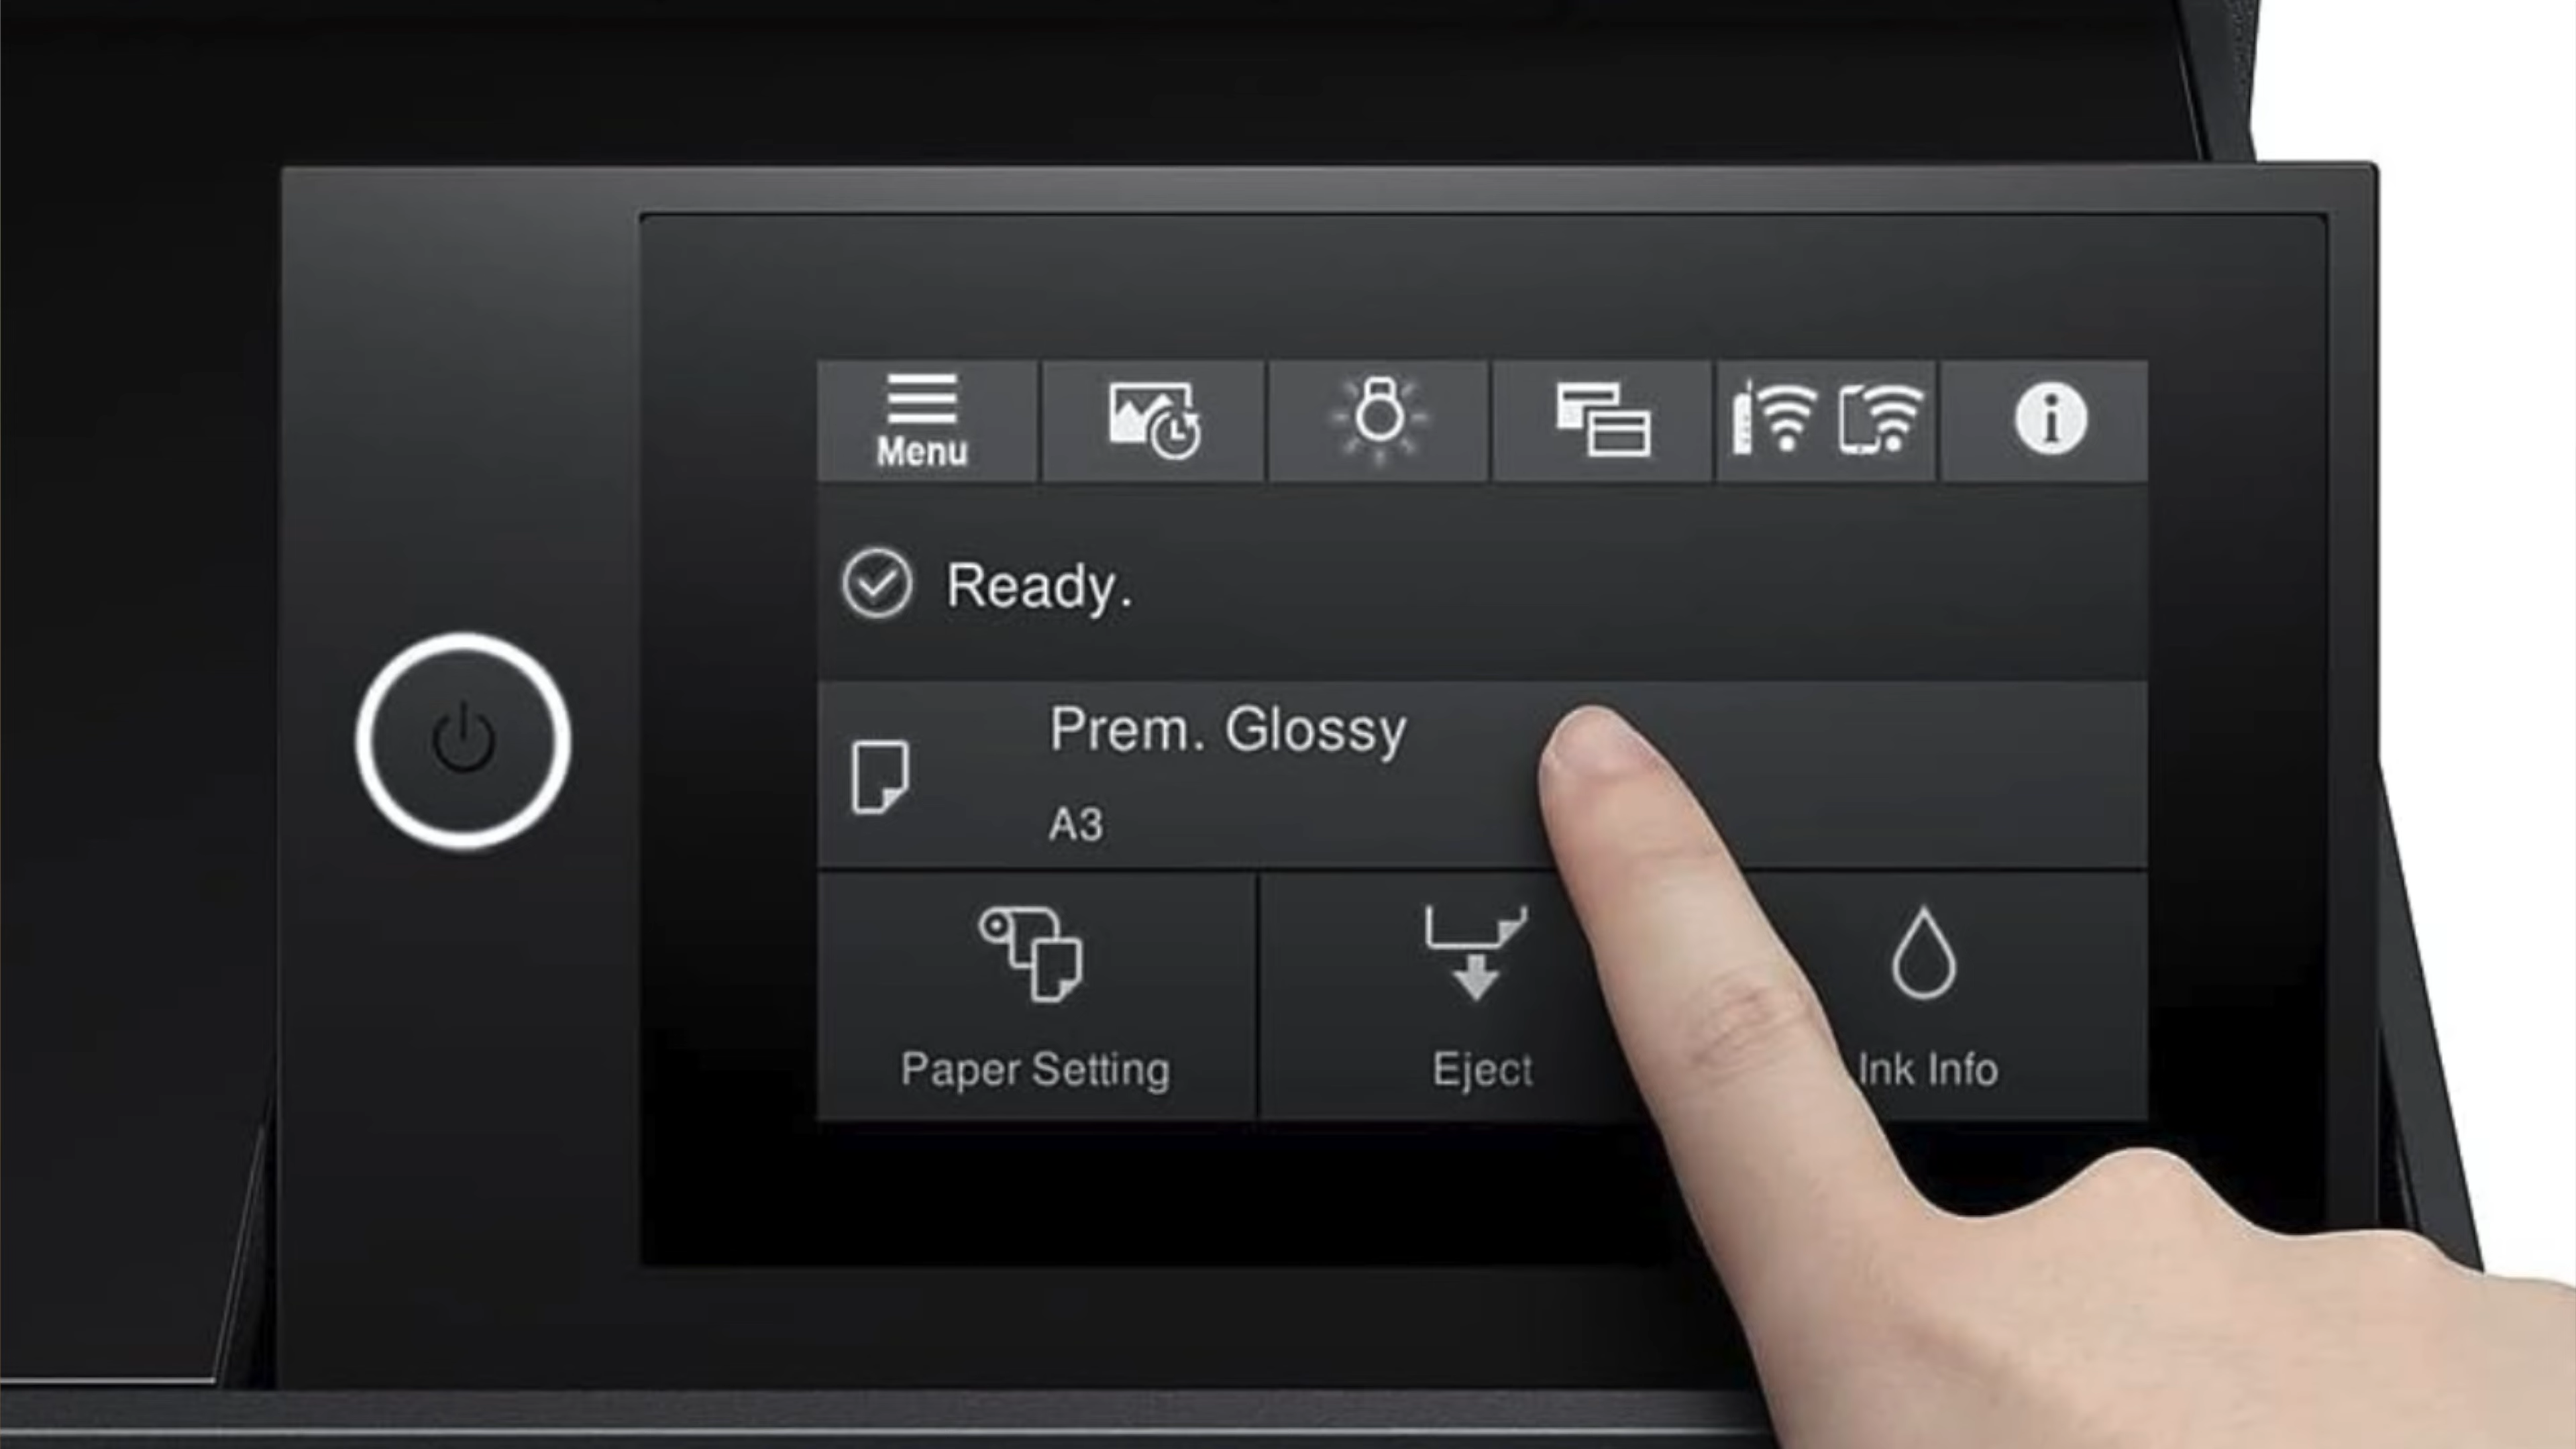 Menu
Ready.
Prem. Glossy
A3
Paper Setting
Eject
Ink Info